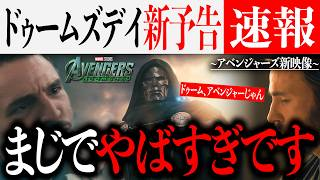 ドゥームズデイ新予告 速報
~アベンジャーズ新映像~
MARVEL STUDIOS
AVENGERS
ドゥーム、アベンジャーじゃん
まじでやばすぎです